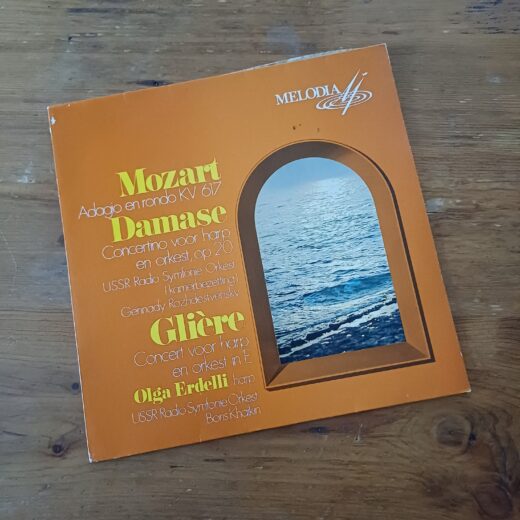 MELODIA
Mozart
Adagio en rondo KV 617
Damase
Concertino voor harp
en orkest, op 20
USSR Radio Symfonie Orkest
(kamerbezetting)
Gennady Rozhdestvensky
Glière
Concert voor harp
en orkest in E
Olga Erdelli harp
USSR Radio Symfonie Orkest
Boris Khaikin